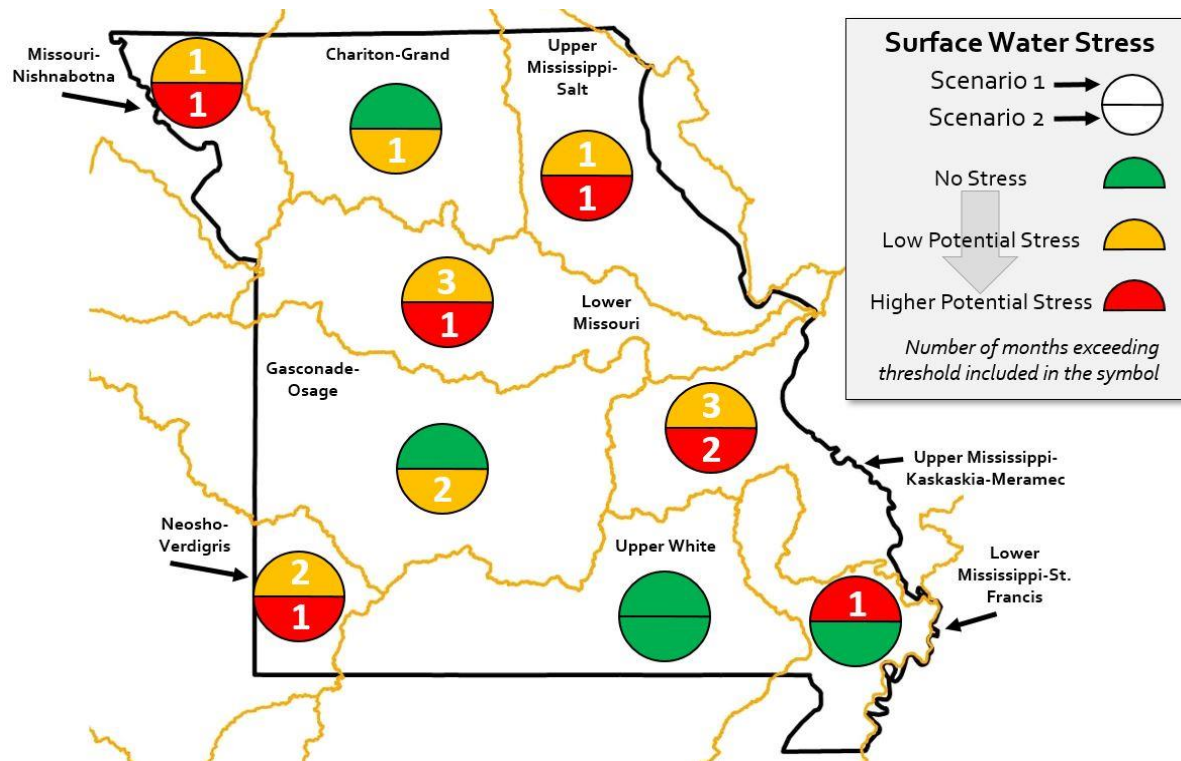 Missouri-
Nishnabotna
1
1
Chariton-Grand
1
Upper
Mississippi-
Salt
1
1
3
1
Lower
Missouri
Gasconade-
Osage
2
3
2
Upper Mississippi-
Kaskaskia-Meramec
Neosho-
Verdigris
2
1
Upper White
1
Lower
Mississippi-St.
Francis
Surface Water Stress
Scenario 1
Scenario 2
No Stress
Low Potential Stress
Higher Potential Stress
Number of months exceeding
threshold included in the symbol